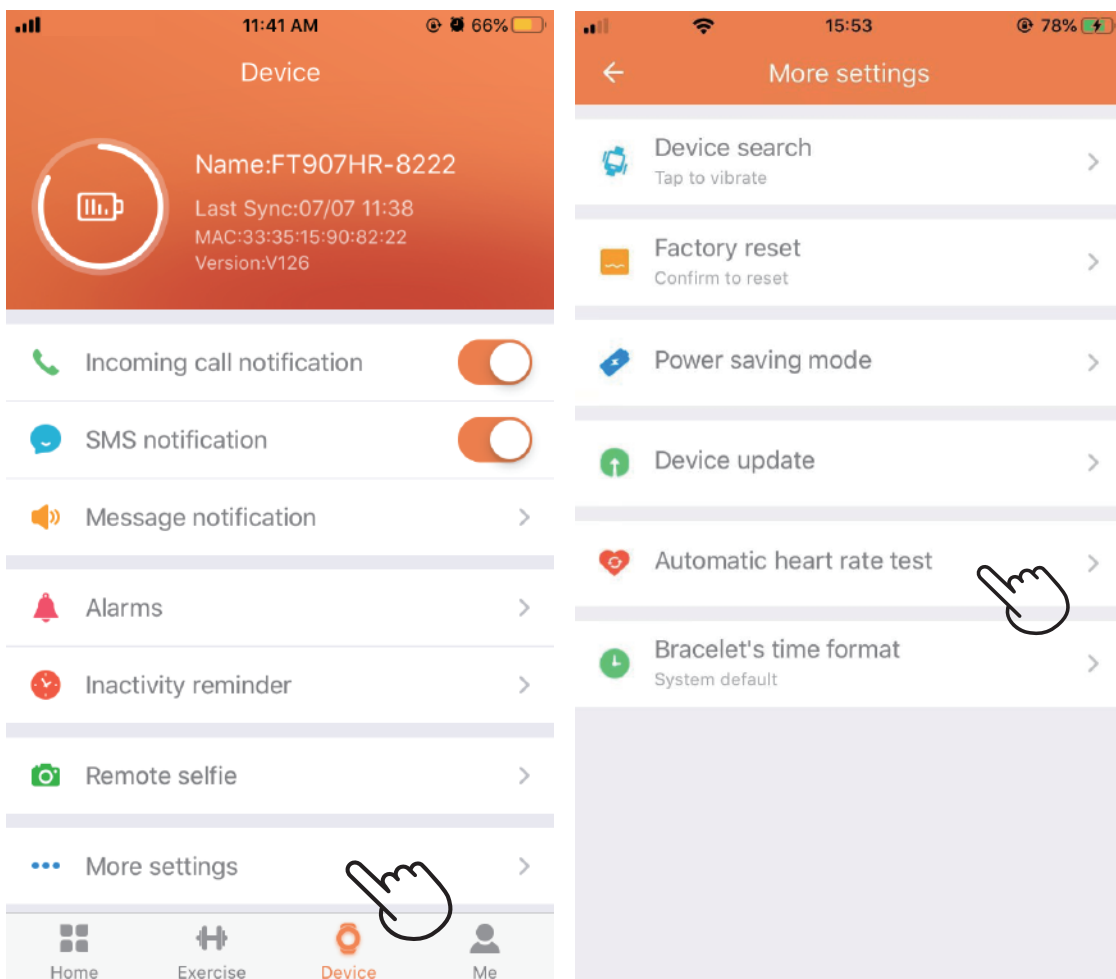 11:41 AM
66%
Device
Name:FT907HR-8222
Last Sync:07/07 11:38
MAC:33:35:15:90:82:22
Version:V126
Incoming call notification
SMS notification
Message notification
Alarms
Inactivity reminder
Remote selfie
More settings
Home
Exercise
Device
Me
15:53
78%
More settings
Device search
Tap to vibrate
Factory reset
Confirm to reset
Power saving mode
Device update
Automatic heart rate test
Bracelet's time format
System default